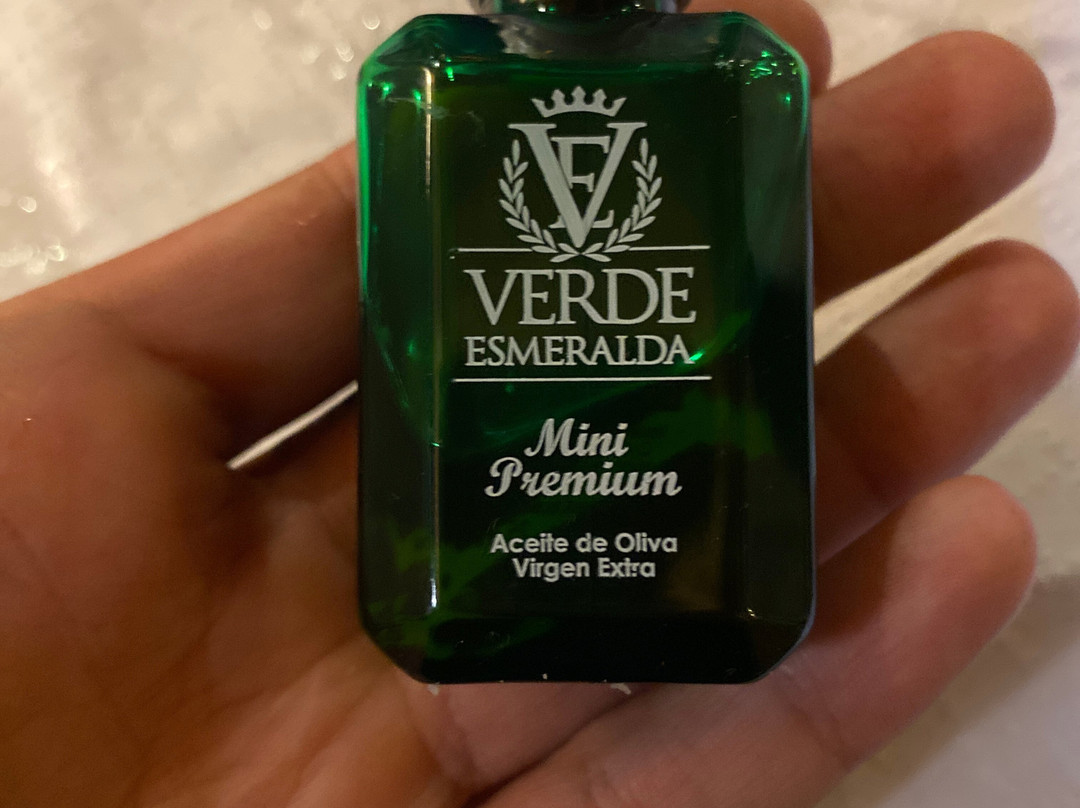 VE
VERDE
ESMERALDA
Mini
Premium
Aceite de Oliva
Virgen Extra